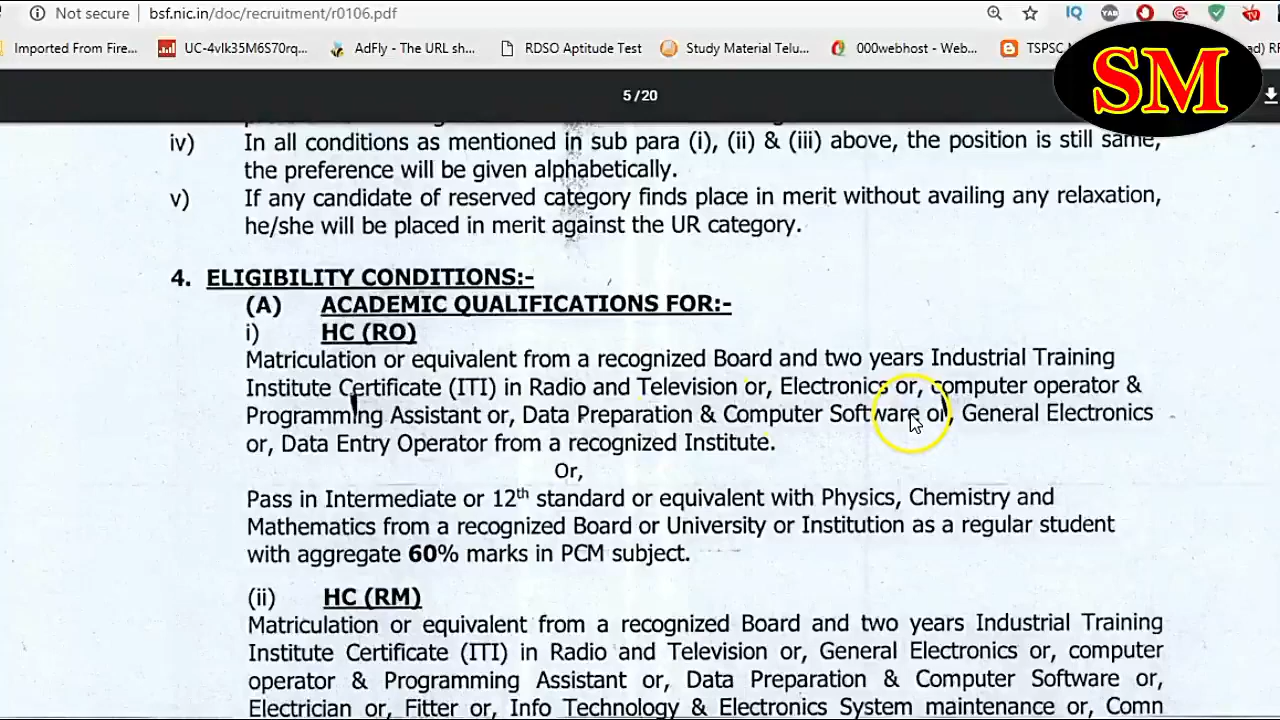 Not secure | bsf.nic.in/doc/recruitment/r0106.pdf
Imported From Fire... UC-4vIk35M6S70rq... AdFly - The URL sh... RDSO Aptitude Test Study Material Telu... 000webhost - Web... TSPSC
SM
5 / 20
iv) In all conditions as mentioned in sub para (i), (ii) & (iii) above, the position is still same,
the preference will be given alphabetically.
v) If any candidate of reserved category finds place in merit without availing any relaxation,
he/she will be placed in merit against the UR category.
4. ELIGIBILITY CONDITIONS:-
(A) ACADEMIC QUALIFICATIONS FOR:-
i) HC (RO)
Matriculation or equivalent from a recognized Board and two years Industrial Training
Institute Certificate (ITI) in Radio and Television or, Electronics or, computer operator &
Programming Assistant or, Data Preparation & Computer Software or, General Electronics
or, Data Entry Operator from a recognized Institute.
Or,
Pass in Intermediate or 12th standard or equivalent with Physics, Chemistry and
Mathematics from a recognized Board or University or Institution as a regular student
with aggregate 60% marks in PCM subject.
(ii) HC (RM)
Matriculation or equivalent from a recognized Board and two years Industrial Training
Institute Certificate (ITI) in Radio and Television or, General Electronics or, computer
operator & Programming Assistant or, Data Preparation & Computer Software or,
Electrician or, Fitter or, Info Technology & Electronics System maintenance or, Comn